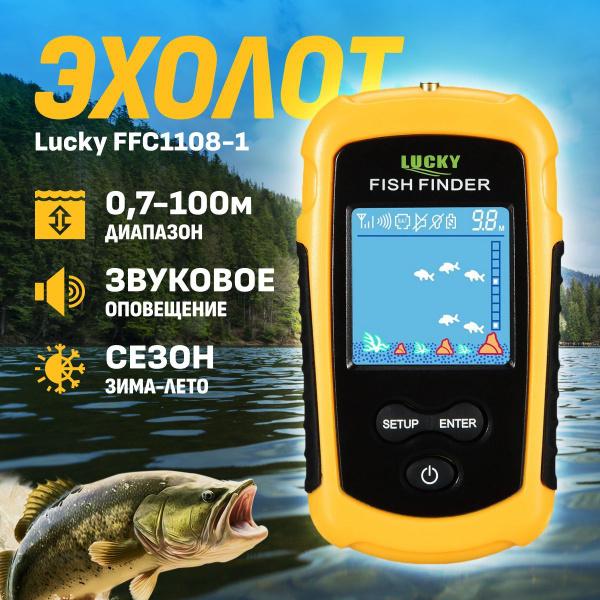 ЭХОЛОТ
Lucky FFC1108-1
0,7-100м
ДИАПАЗОН
ЗВУКОВОЕ
ОПОВЕЩЕНИЕ
СЕЗОН
ЗИМА-ЛЕТО
LUCKY
FISH FINDER
9.8 M
SETUP ENTER